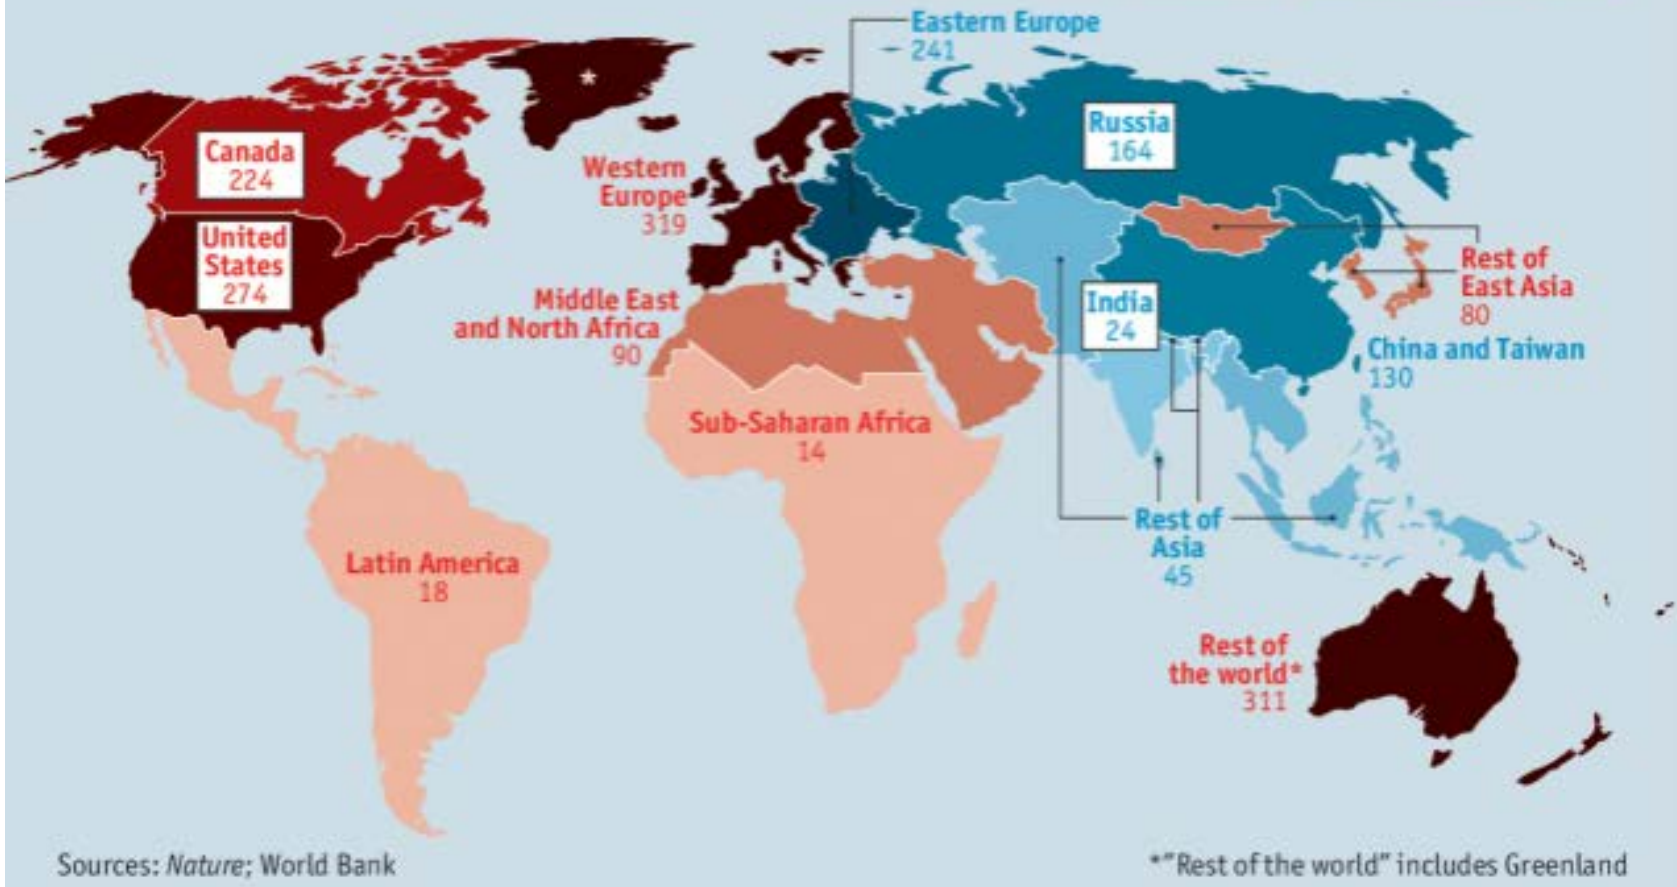 Eastern Europe
241
Canada
224
Russia
164
Western
Europe
319
United
States
274
Middle East
and North Africa
90
India
24
Rest of
East Asia
80
China and Taiwan
130
Sub-Saharan Africa
14
Rest of
Asia
45
Latin America
18
Rest of
the world*
311
*
Sources: Nature; World Bank
*"Rest of the world" includes Greenland